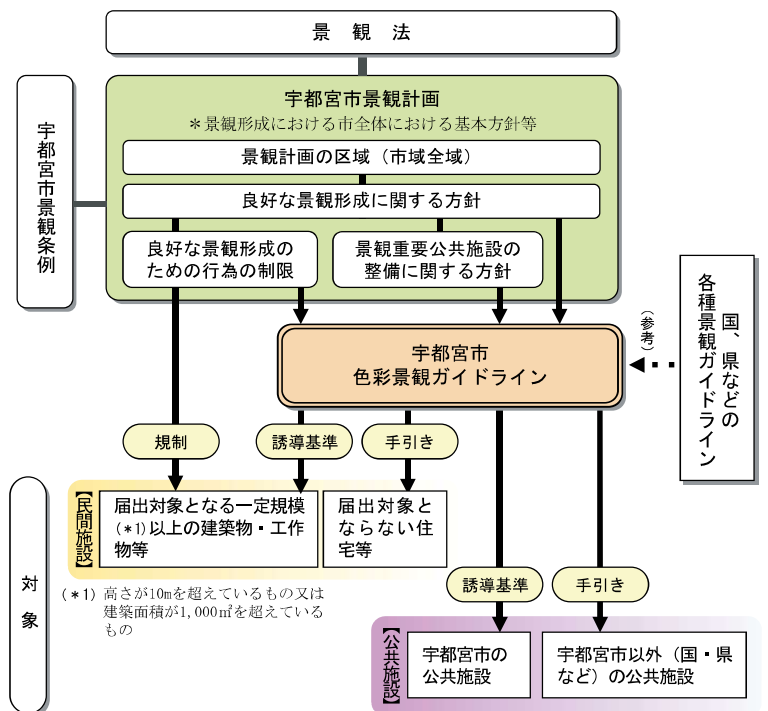 景観法
宇都宮市景観条例
宇都宮市景観計画
＊景観形成における市全体における基本方針等
景観計画の区域（市域全域）
良好な景観形成に関する方針
良好な景観形成の
ための行為の制限
景観重要公共施設の
整備に関する方針
宇都宮市
色彩景観ガイドライン
（参考）
国、県などの
各種景観ガイドライン
規制
誘導基準
手引き
対象
【民間施設】
届出対象となる一定規模
(＊1)以上の建築物・工作
物等
届出対象と
ならない住
宅等
(＊1) 高さが10mを超えているもの又は
建築面積が1,000㎡を超えている
もの
誘導基準
手引き
【公共施設】
宇都宮市の
公共施設
宇都宮市以外（国・県
など）の公共施設